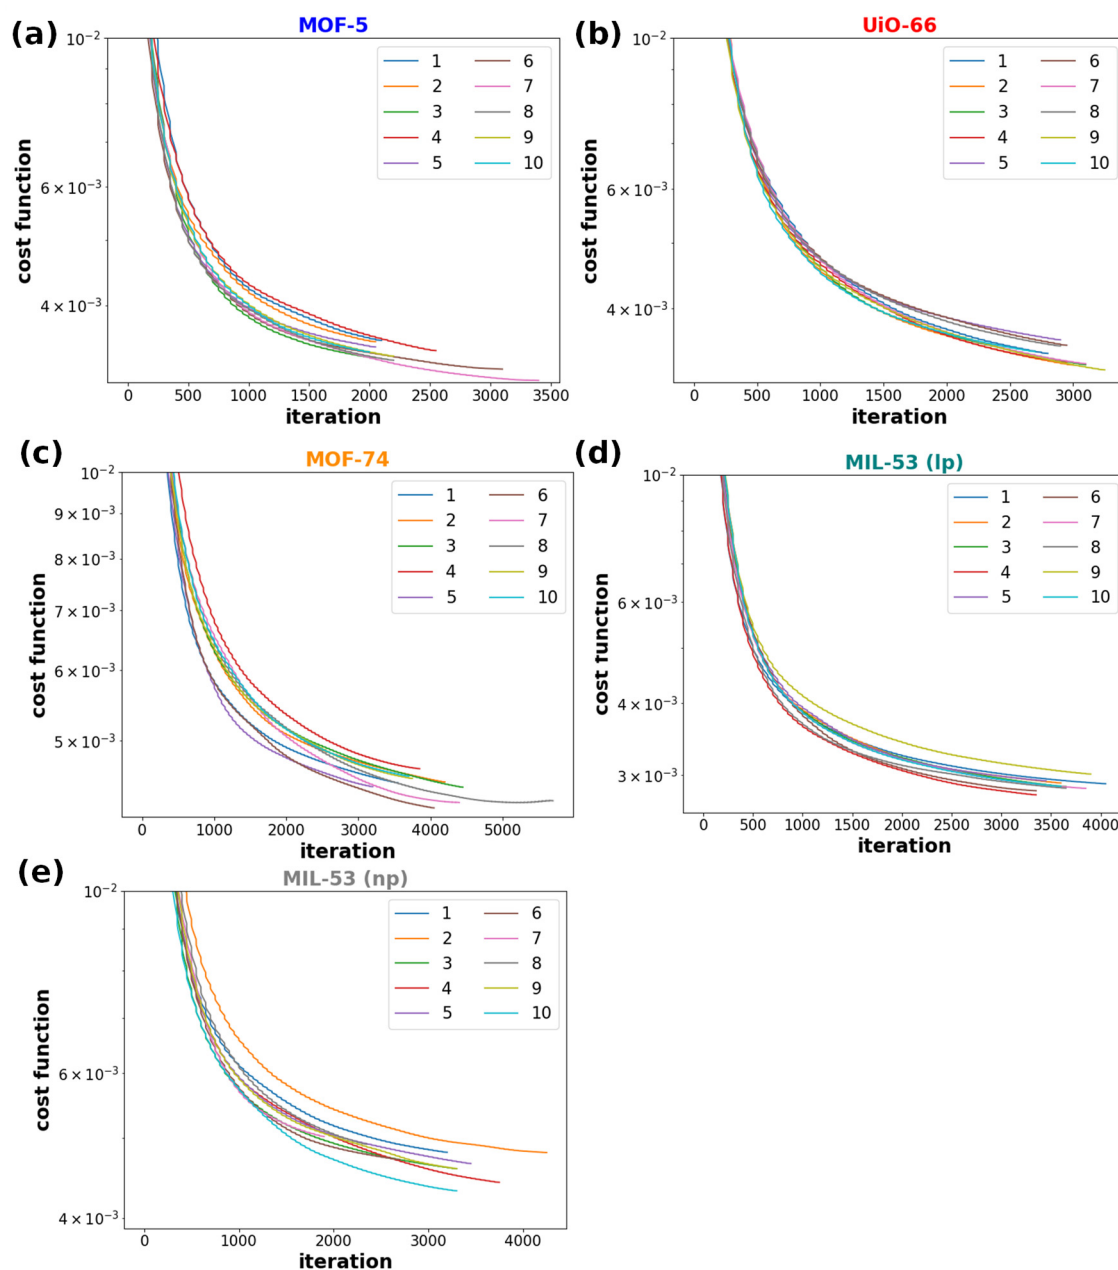 (a) MOF-5
10⁻²
6 × 10⁻³
4 × 10⁻³
cost function
1 6
2 7
3 8
4 9
5 10
0 500 1000 1500 2000 2500 3000 3500
iteration
(b) UiO-66
10⁻²
6 × 10⁻³
4 × 10⁻³
cost function
1 6
2 7
3 8
4 9
5 10
0 500 1000 1500 2000 2500 3000
iteration
(c) MOF-74
10⁻²
9 × 10⁻³
8 × 10⁻³
7 × 10⁻³
6 × 10⁻³
5 × 10⁻³
cost function
1 6
2 7
3 8
4 9
5 10
0 1000 2000 3000 4000 5000
iteration
(d) MIL-53 (lp)
10⁻²
6 × 10⁻³
4 × 10⁻³
3 × 10⁻³
cost function
1 6
2 7
3 8
4 9
5 10
0 500 1000 1500 2000 2500 3000 3500 4000
iteration
(e) MIL-53 (np)
10⁻²
6 × 10⁻³
4 × 10⁻³
cost function
1 6
2 7
3 8
4 9
5 10
0 1000 2000 3000 4000
iteration